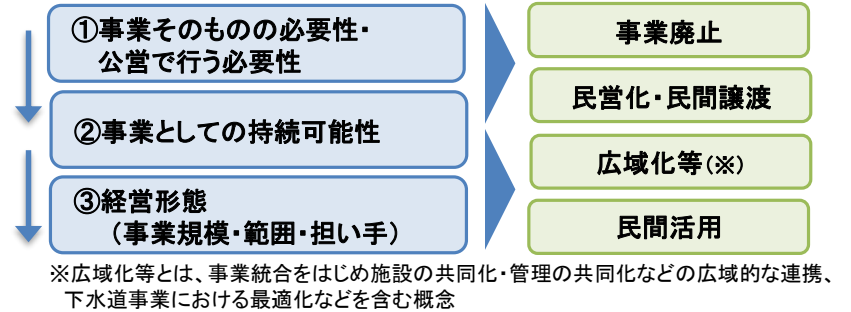 ①事業そのものの必要性・
公営で行う必要性
②事業としての持続可能性
③経営形態
（事業規模・範囲・担い手）
事業廃止
民営化・民間譲渡
広域化等（※）
民間活用
※広域化等とは、事業統合をはじめ施設の共同化・管理の共同化などの広域的な連携、
下水道事業における最適化などを含む概念